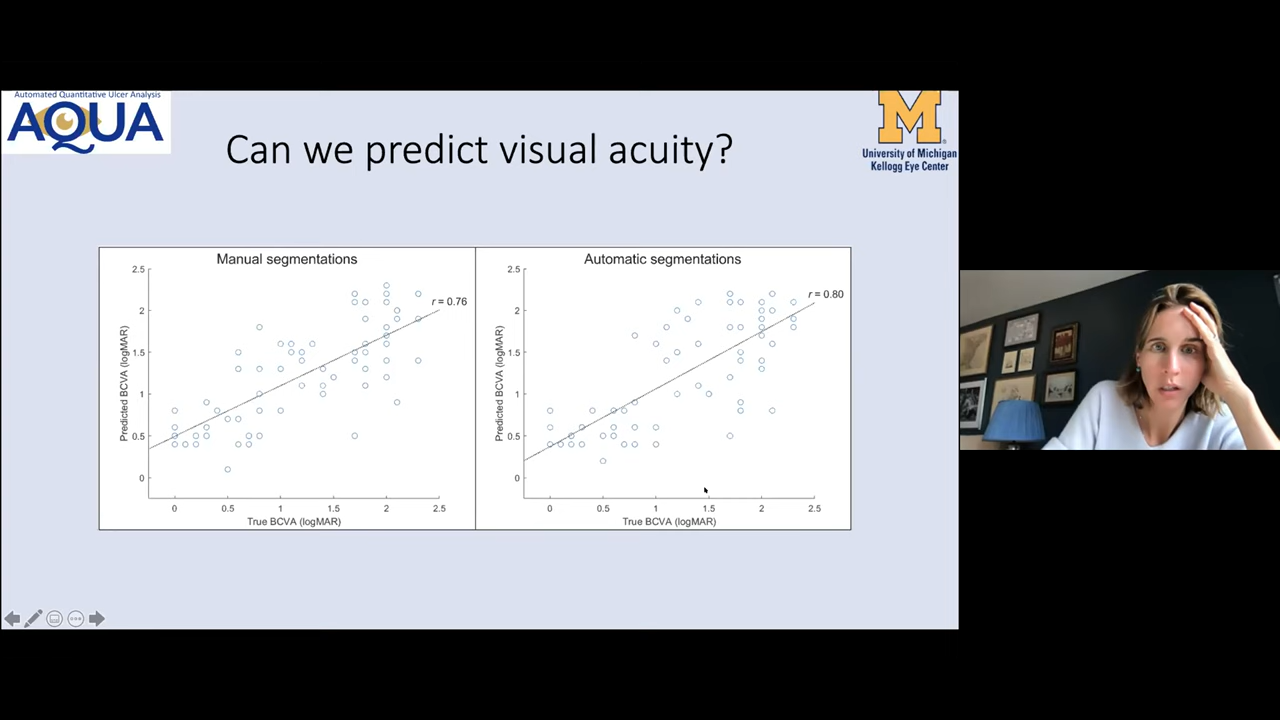 Automated Quantitative Ulcer Analysis
AQUA
Can we predict visual acuity?
M
University of Michigan
Kellogg Eye Center
Manual segmentations
2.5
2
1.5
1
0.5
0
Predicted BCVA (logMAR)
r = 0.76
0 0.5 1 1.5 2 2.5
True BCVA (logMAR)
Automatic segmentations
2.5
2
1.5
1
0.5
0
Predicted BCVA (logMAR)
r = 0.80
0 0.5 1 1.5 2 2.5
True BCVA (logMAR)